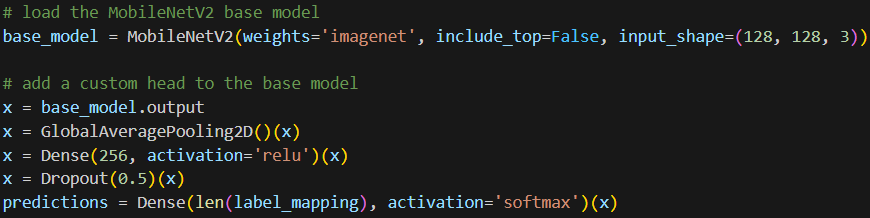 # load the MobileNetV2 base model
base_model = MobileNetV2(weights='imagenet', include_top=False, input_shape=(128, 128, 3))
# add a custom head to the base model
x = base_model.output
x = GlobalAveragePooling2D()(x)
x = Dense(256, activation='relu')(x)
x = Dropout(0.5)(x)
predictions = Dense(len(label_mapping), activation='softmax')(x)